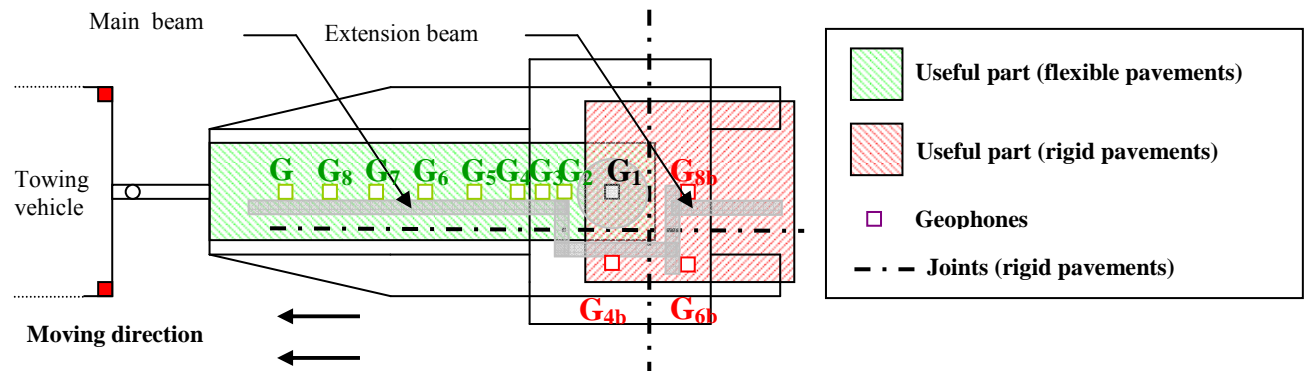 Main beam
Extension beam
Towing
vehicle
G G8 G7 G6 G5 G4 G3 G2 G1 G8b
G4b G6b
Moving direction
Useful part (flexible pavements)
Useful part (rigid pavements)
Geophones
Joints (rigid pavements)